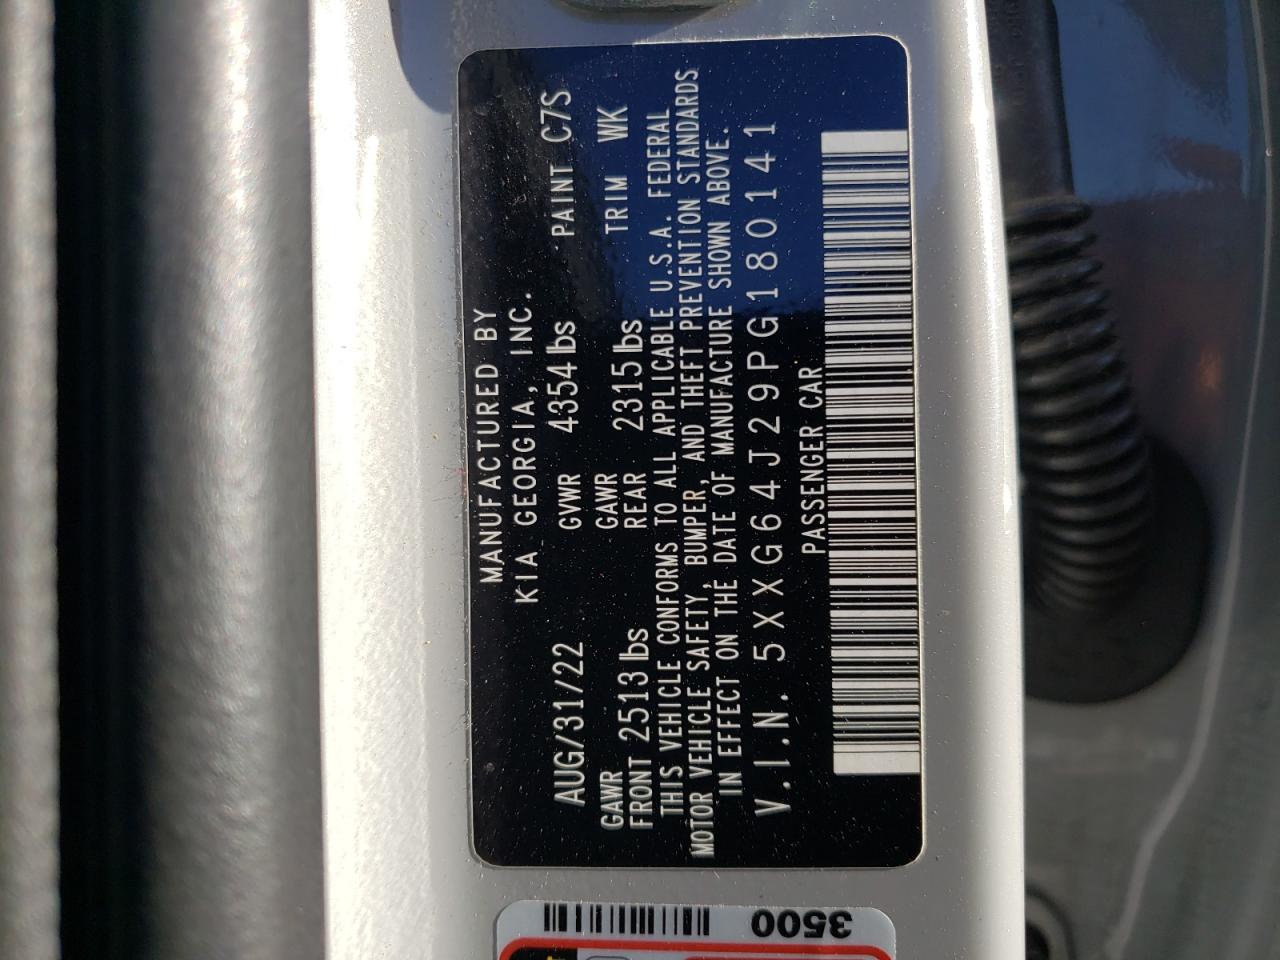 MANUFACTURED BY
KIA GEORGIA, INC.
AUG/31/22 GVWR 4354 lbs PAINT C7S
GAWR GAWR
FRONT 2513 lbs REAR 2315 lbs TRIM WK
THIS VEHICLE CONFORMS TO ALL APPLICABLE U.S.A. FEDERAL
MOTOR VEHICLE SAFETY, BUMPER, AND THEFT PREVENTION STANDARDS
IN EFFECT ON THE DATE OF MANUFACTURE SHOWN ABOVE.
V.I.N. 5XXG64J29PG180141
PASSENGER CAR
3500